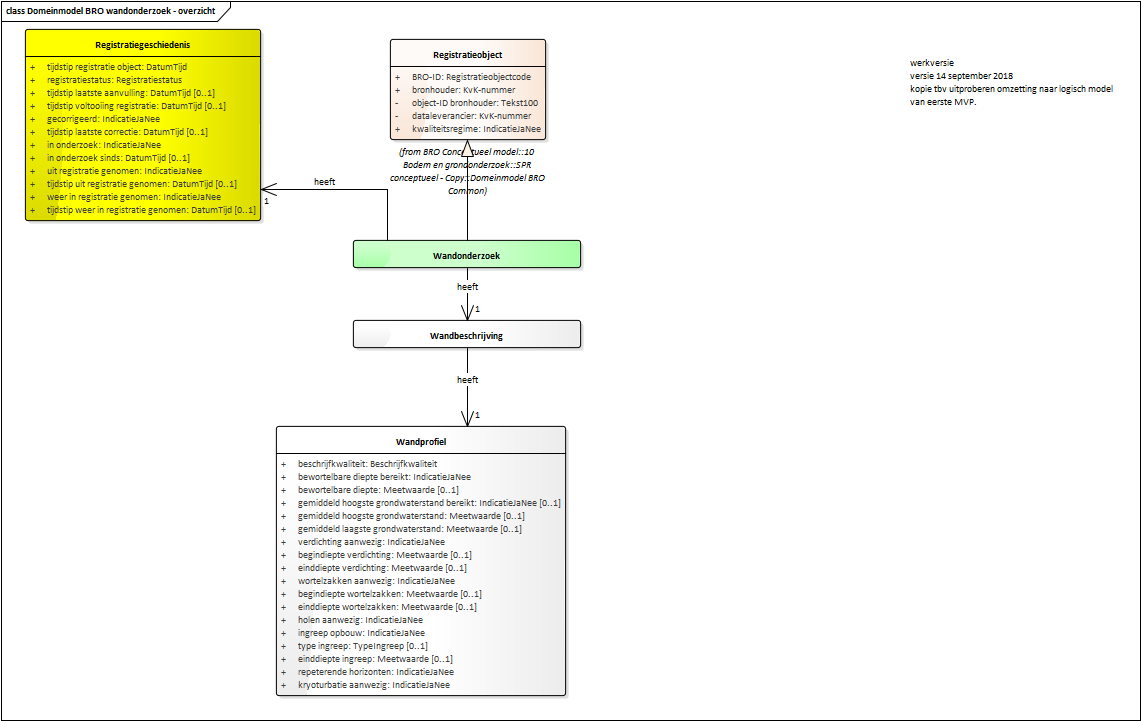 class Domeinmodel BRO wandonderzoek - overzicht
Registratiegeschiedenis
+ tijdstip registratie object: DatumTijd
+ registratiestatus: Registratiestatus
+ tijdstip laatste aanvulling: DatumTijd [0..1]
+ tijdstip voltooiing registratie: DatumTijd [0..1]
+ gecorrigeerd: IndicatieJaNee
+ tijdstip laatste correctie: DatumTijd [0..1]
+ in onderzoek: IndicatieJaNee
+ in onderzoek sinds: DatumTijd [0..1]
+ uit registratie genomen: IndicatieJaNee
+ tijdstip uit registratie genomen: DatumTijd [0..1]
+ weer in registratie genomen: IndicatieJaNee
+ tijdstip weer in registratie genomen: DatumTijd [0..1]
Registratieobject
+ BRO-ID: Registratieobjectcode
+ bronhouder: KvK-nummer
- object-ID bronhouder: Tekst100
- dataleverancier: KvK-nummer
+ kwaliteitsregime: IndicatieJaNee
(from BRO Conceptueel model::10
Bodem en grondonderzoek::SPR
conceptueel - Copy::Domeinmodel BRO
Common)
werkversie
versie 14 september 2018
kopie tbv uitproberen omzetting naar logisch model
van eerste MVP.
heeft
1
Wandonderzoek
heeft
1
Wandbeschrijving
heeft
1
Wandprofiel
+ beschrijfkwaliteit: Beschrijfkwaliteit
+ bewortelbare diepte bereikt: IndicatieJaNee
+ bewortelbare diepte: Meetwaarde [0..1]
+ gemiddeld hoogste grondwaterstand bereikt: IndicatieJaNee [0..1]
+ gemiddeld hoogste grondwaterstand: Meetwaarde [0..1]
+ gemiddeld laagste grondwaterstand: Meetwaarde [0..1]
+ verdichting aanwezig: IndicatieJaNee
+ begindiepte verdichting: Meetwaarde [0..1]
+ einddiepte verdichting: Meetwaarde [0..1]
+ wortelzakken aanwezig: IndicatieJaNee
+ begindiepte wortelzakken: Meetwaarde [0..1]
+ einddiepte wortelzakken: Meetwaarde [0..1]
+ holen aanwezig: IndicatieJaNee
+ ingreep opbouw: IndicatieJaNee
+ type ingreep: TypeIngreep [0..1]
+ einddiepte ingreep: Meetwaarde [0..1]
+ repeterende horizonten: IndicatieJaNee
+ kryoturbatie aanwezig: IndicatieJaNee